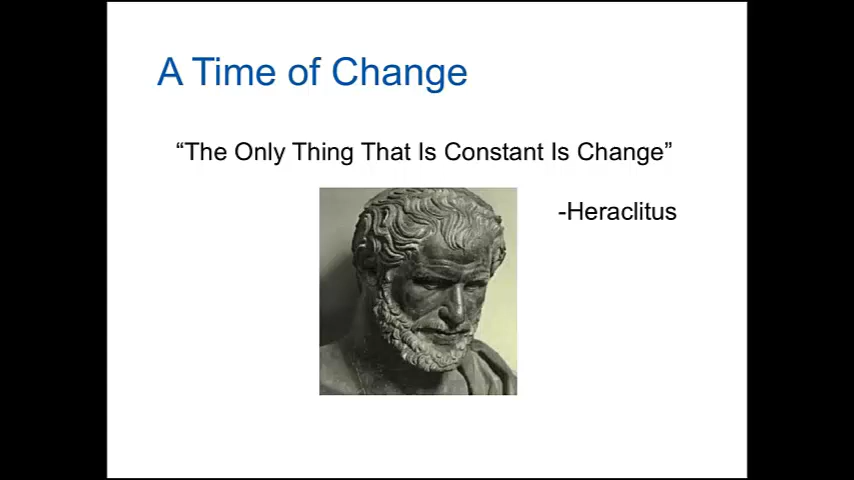 A Time of Change
“The Only Thing That Is Constant Is Change”
-Heraclitus